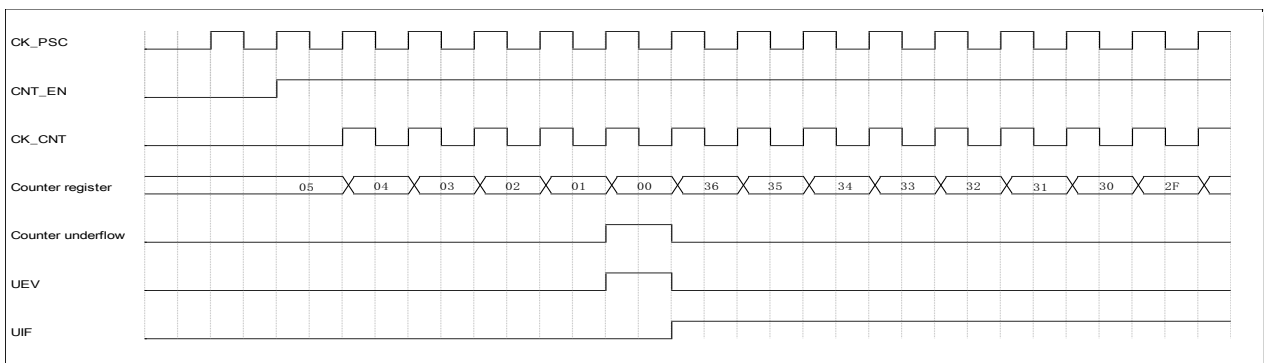 CK_PSC
CNT_EN
CK_CNT
Counter register 05 04 03 02 01 00 36 35 34 33 32 31 30 2F
Counter underflow
UEV
UIF